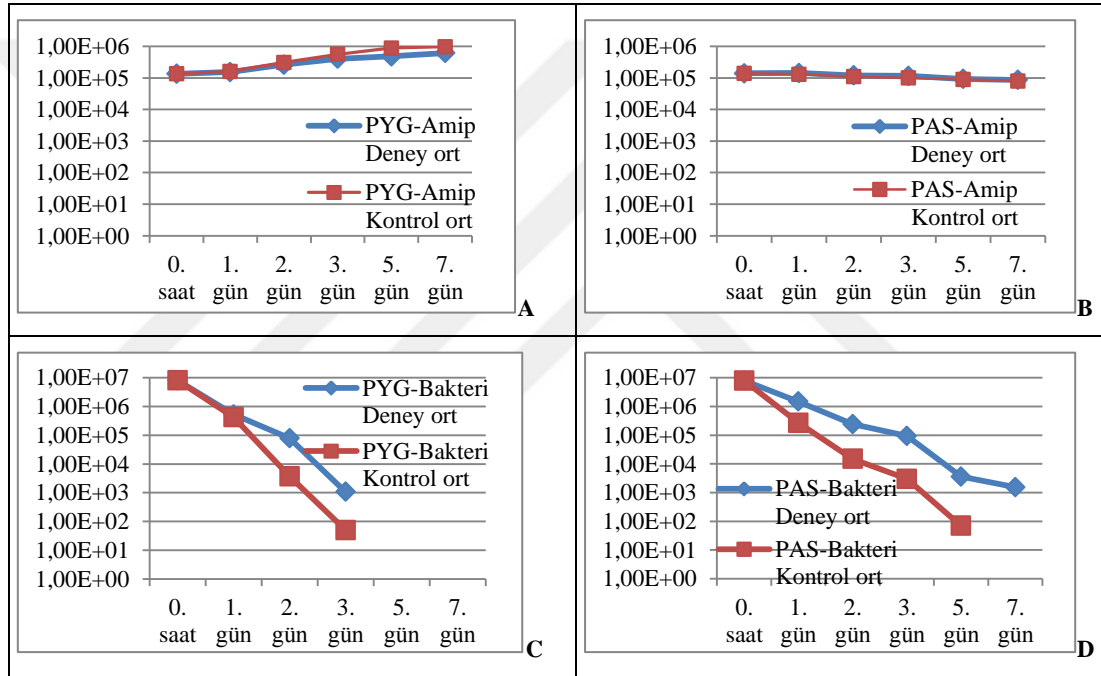 1,00E+06
1,00E+05
1,00E+04
1,00E+03
1,00E+02
1,00E+01
1,00E+00
PYG-Amip
Deney ort
PYG-Amip
Kontrol ort
0. 1. 2. 3. 5. 7.
saat gün gün gün gün gün
A
1,00E+06
1,00E+05
1,00E+04
1,00E+03
1,00E+02
1,00E+01
1,00E+00
PAS-Amip
Deney ort
PAS-Amip
Kontrol ort
0. 1. 2. 3. 5. 7.
saat gün gün gün gün gün
B
1,00E+07
1,00E+06
1,00E+05
1,00E+04
1,00E+03
1,00E+02
1,00E+01
1,00E+00
PYG-Bakteri
Deney ort
PYG-Bakteri
Kontrol ort
0. 1. 2. 3. 5. 7.
saat gün gün gün gün gün
C
1,00E+07
1,00E+06
1,00E+05
1,00E+04
1,00E+03
1,00E+02
1,00E+01
1,00E+00
PAS-Bakteri
Deney ort
PAS-Bakteri
Kontrol ort
0. 1. 2. 3. 5. 7.
saat gün gün gün gün gün
D